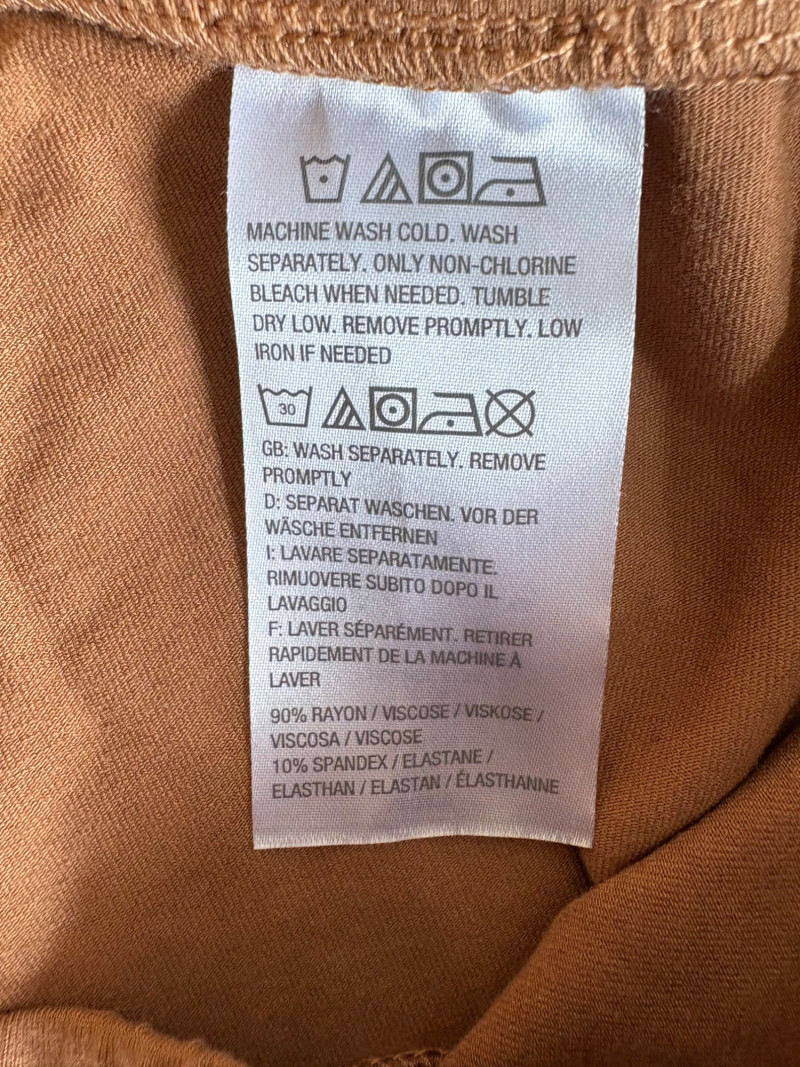 MACHINE WASH COLD. WASH
SEPARATELY. ONLY NON-CHLORINE
BLEACH WHEN NEEDED. TUMBLE
DRY LOW. REMOVE PROMPTLY. LOW
IRON IF NEEDED
30
GB: WASH SEPARATELY. REMOVE
PROMPTLY
D: SEPARAT WASCHEN. VOR DER
WÄSCHE ENTFERNEN
I: LAVARE SEPARATAMENTE.
RIMUOVERE SUBITO DOPO IL
LAVAGGIO
F: LAVER SÉPARÉMENT. RETIRER
RAPIDEMENT DE LA MACHINE À
LAVER
90% RAYON / VISCOSE / VISKOSE /
VISCOSA / VISCOSE
10% SPANDEX / ELASTANE /
ELASTHAN / ELASTAN / ÉLASTHANNE